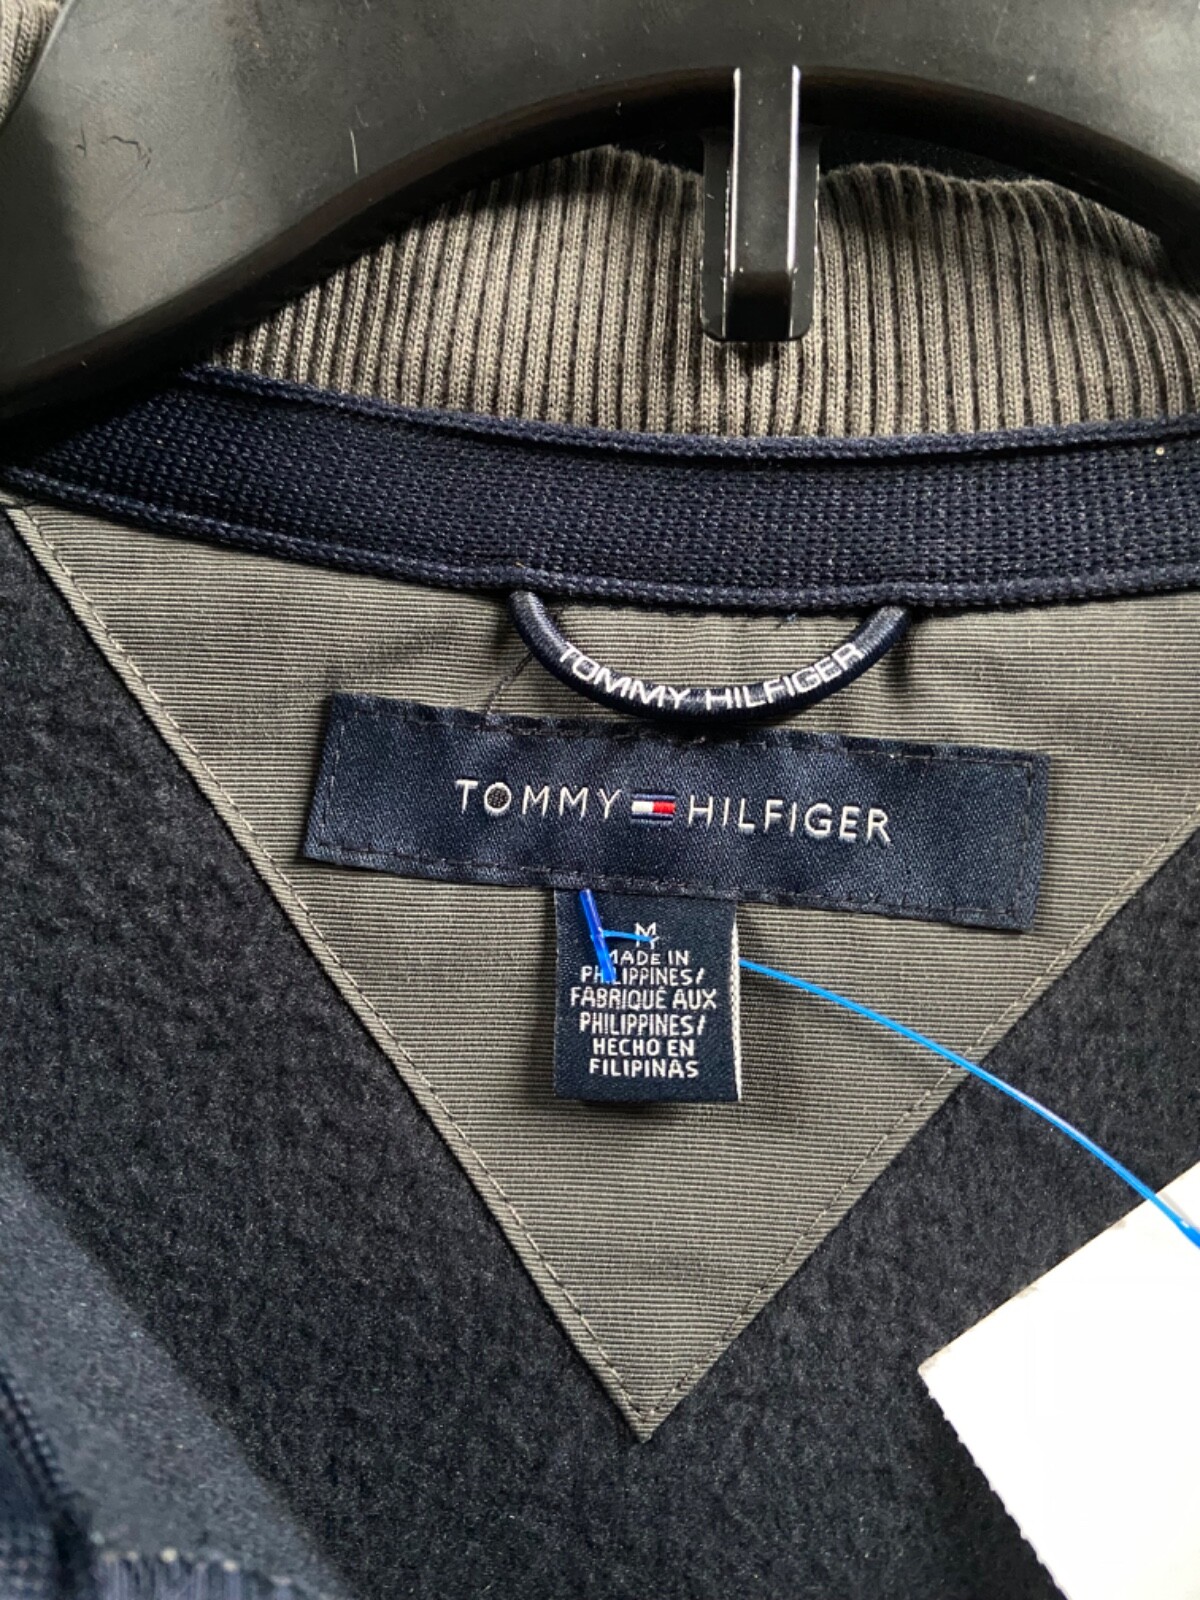 TOMMY HILFIGER
TOMMY HILFIGER
M
MADE IN
PHILIPPINES/
FABRIQUÉ AUX
PHILIPPINES/
HECHO EN
FILIPINAS